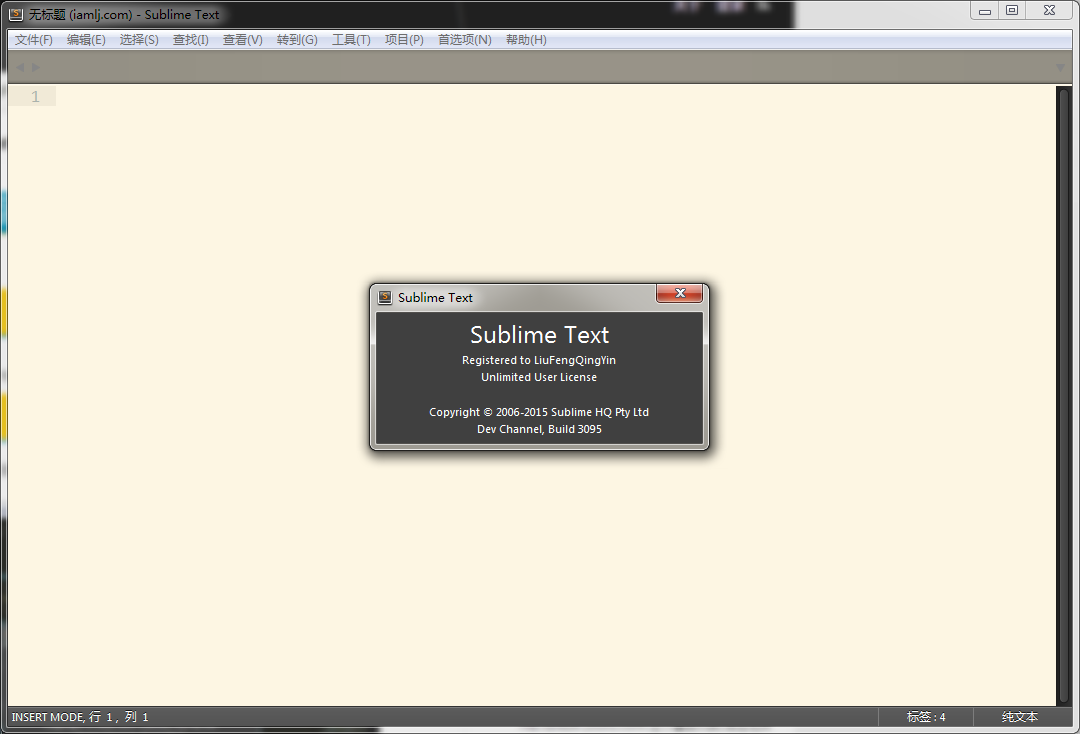 无标题 (iamlj.com) - Sublime Text
文件(F) 编辑(E) 选择(S) 查找(I) 查看(V) 转到(G) 工具(T) 项目(P) 首选项(N) 帮助(H)
1
Sublime Text
Sublime Text
Registered to LiuFengQingYin
Unlimited User License
Copyright © 2006-2015 Sublime HQ Pty Ltd
Dev Channel, Build 3095
INSERT MODE, 行 1 , 列 1 标签 : 4 纯文本